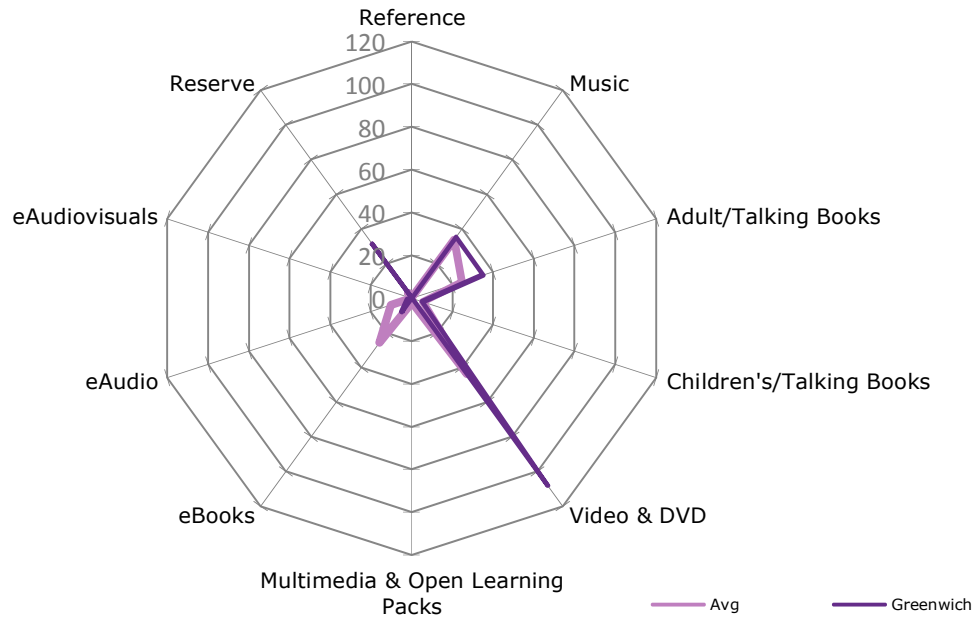 Reference
120
Reserve
100
Music
80
60
40
eAudiovisuals
20
Adult/Talking Books
0
eAudio
Children's/Talking Books
eBooks
Video & DVD
Multimedia & Open Learning
Packs
Avg
Greenwich